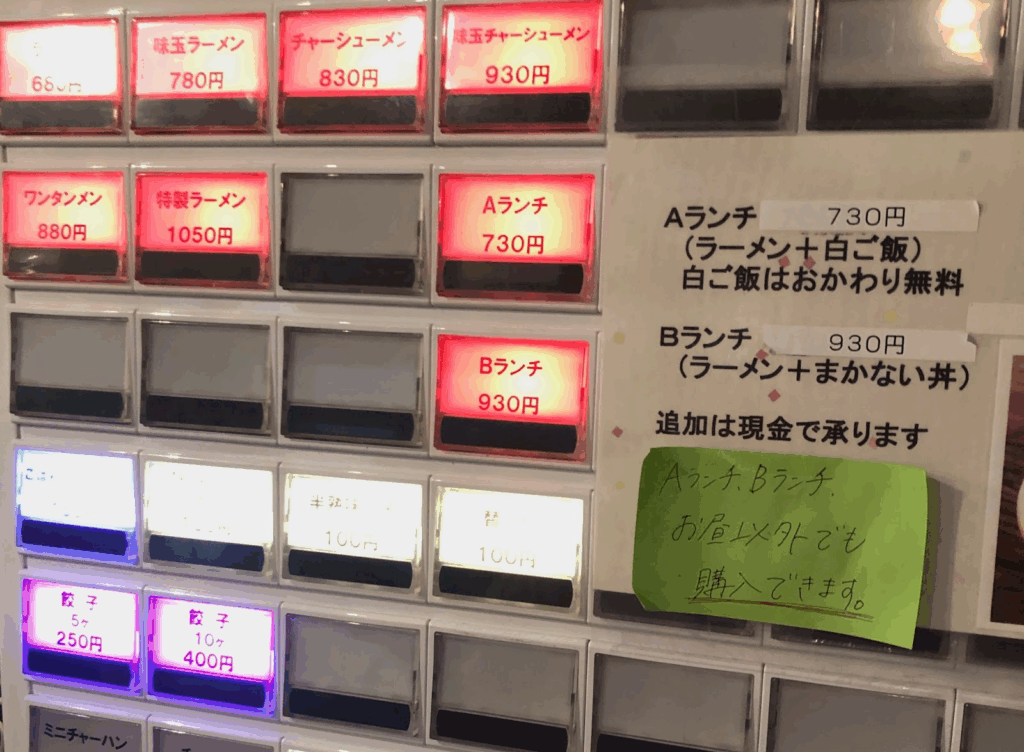 680円
味玉ラーメン
780円
チャーシューメン
830円
味玉チャーシューメン
930円
ワンタンメン
880円
特製ラーメン
1050円
Aランチ
730円
Bランチ
930円
100円
替
100円
餃子
5ヶ
250円
餃子
10ヶ
400円
ミニチャーハン
Aランチ 730円
(ラーメン+白ご飯)
白ご飯はおかわり無料
Bランチ 930円
(ラーメン+まかない丼)
追加は現金で承ります
Aランチ、Bランチ、
お昼以外でも
購入できます。